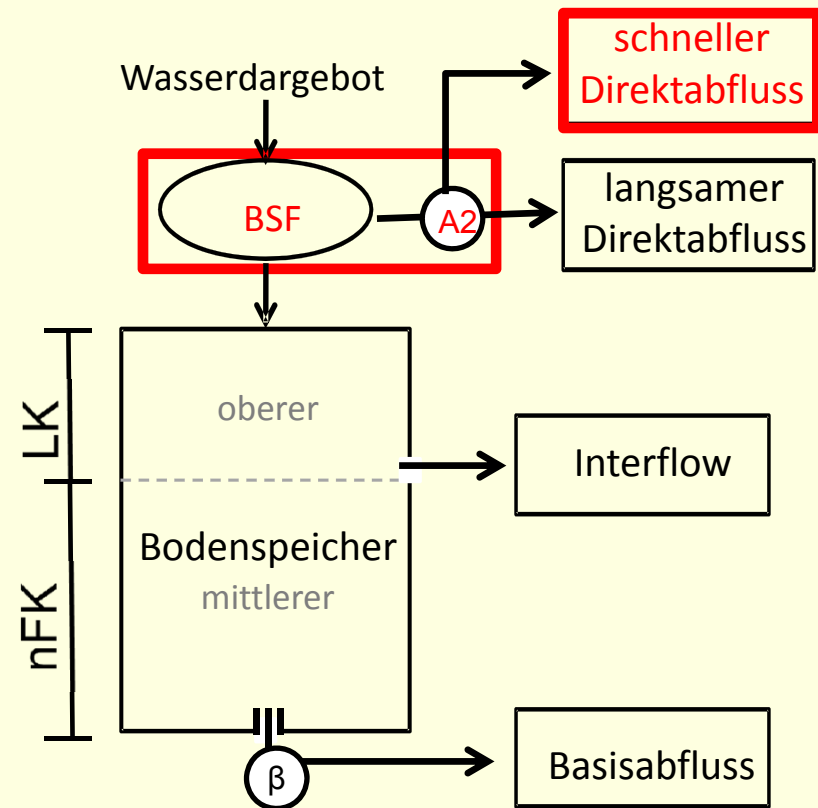 schneller
Direktabfluss
Wasserdargebot
BSF
A2
langsamer
Direktabfluss
LK
oberer
Interflow
Bodenspeicher
mittlerer
nFK
β
Basisabfluss